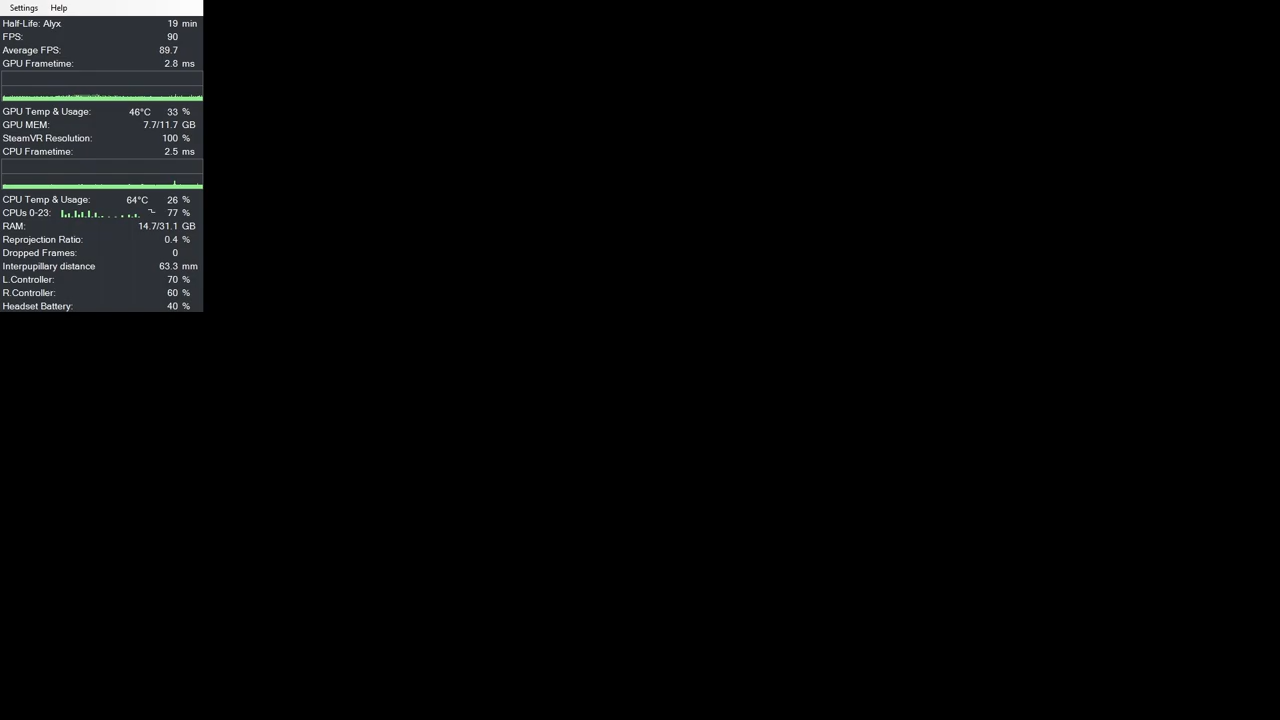 Settings Help
Half-Life: Alyx 19 min
FPS: 90
Average FPS: 89.7
GPU Frametime: 2.8 ms
GPU Temp & Usage: 46°C 33 %
GPU MEM: 7.7/11.7 GB
SteamVR Resolution: 100 %
CPU Frametime: 2.5 ms
CPU Temp & Usage: 64°C 26 %
CPUs 0-23: 77 %
RAM: 14.7/31.1 GB
Reprojection Ratio: 0.4 %
Dropped Frames: 0
Interpupillary distance 63.3 mm
L.Controller: 70 %
R.Controller: 60 %
Headset Battery: 40 %